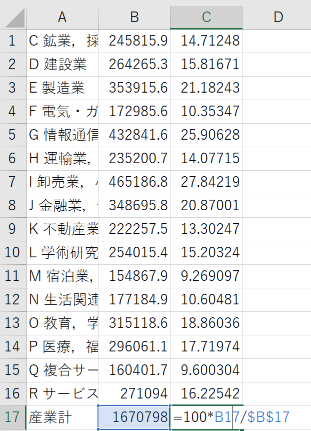 A B C D
1 C 鉱業，採 245815.9 14.71248
2 D 建設業 264265.3 15.81671
3 E 製造業 353915.6 21.18243
4 F 電気・ガ 172985.6 10.35347
5 G 情報通信 432841.6 25.90628
6 H 運輸業， 235200.7 14.07715
7 I 卸売業， 465186.8 27.84219
8 J 金融業， 348695.8 20.87001
9 K 不動産業 222257.5 13.30247
10 L 学術研究 254015.4 15.20324
11 M 宿泊業， 154867.9 9.269097
12 N 生活関連 177184.9 10.60481
13 O 教育，学 315118.6 18.86036
14 P 医療，福 296061.1 17.71974
15 Q 複合サー 160401.7 9.600304
16 R サービス 271094 16.22542
17 産業計 1670798 =100*B17/$B$17